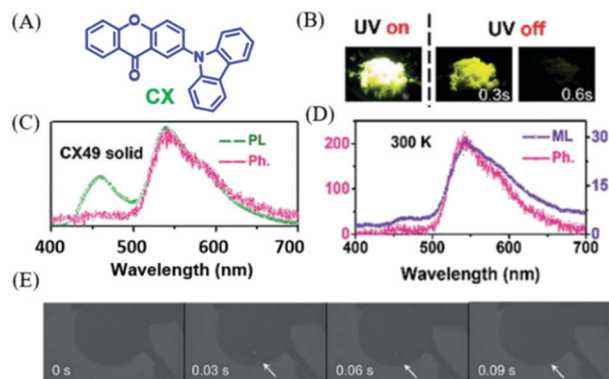 (A)
O
N
O
CX
(B)
UV on
UV off
0.3s
0.6s
(C)
CX49 solid
PL
Ph.
400 500 600 700
Wavelength (nm)
(D)
300 K
ML
Ph.
200
100
0
30
15
0
400 500 600 700
Wavelength (nm)
(E)
0 s
0.03 s
0.06 s
0.09 s